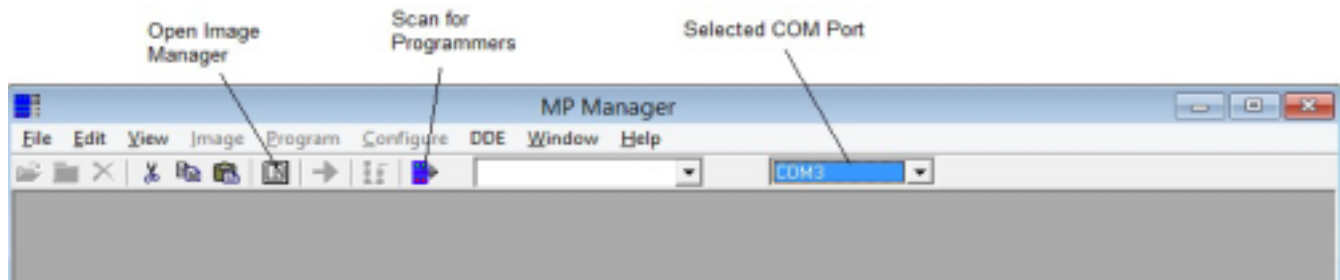 Open Image
Manager
Scan for
Programmers
Selected COM Port
MP Manager
File Edit View Image Program Configure DDE Window Help
COM3